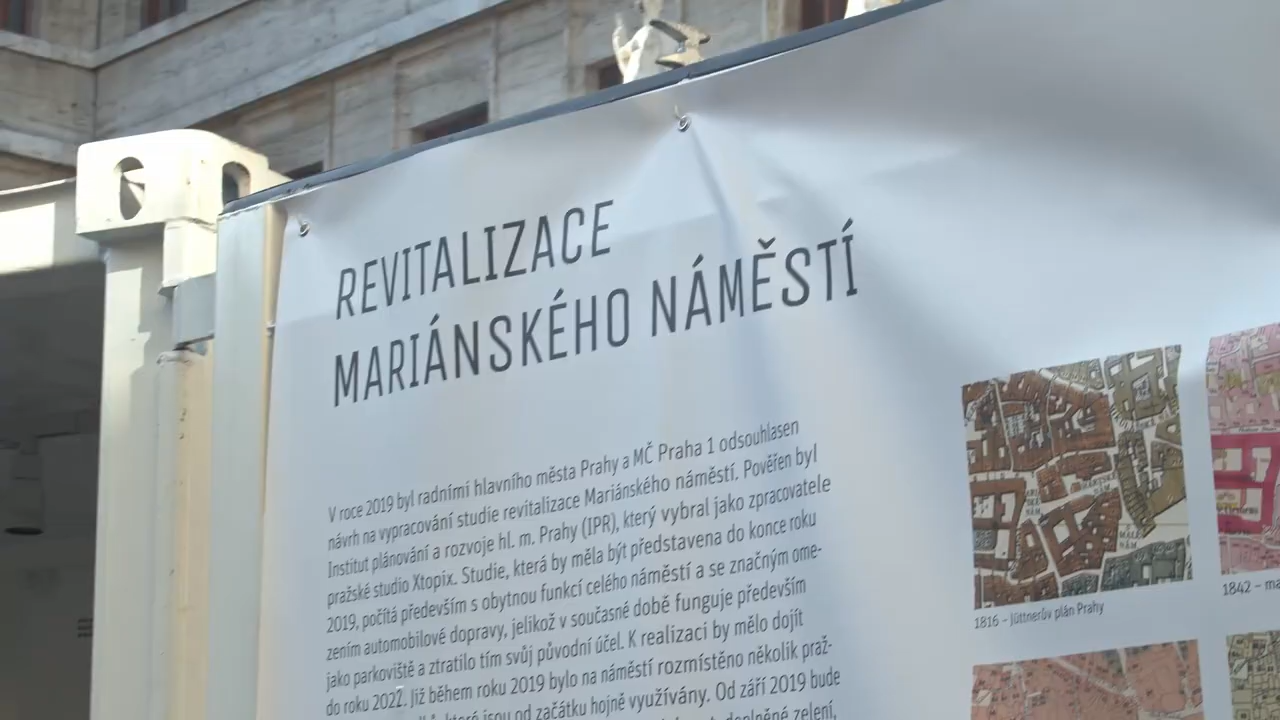 REVITALIZACE
MARIÁNSKÉHO NÁMĚSTÍ
V roce 2019 byl radními hlavního města Prahy a MČ Praha 1 odsouhlasen
návrh na vypracování studie revitalizace Mariánského náměstí. Pověřen byl
Institut plánování a rozvoje hl. m. Prahy (IPR), který vybral jako zpracovatele
pražské studio Xtopix. Studie, která by měla být představena do konce roku
2019, počítá především s obytnou funkcí celého náměstí a se značným ome-
zením automobilové dopravy, jelikož v současné době funguje především
jako parkoviště a ztratilo tím svůj původní účel. K realizaci by mělo dojít
do roku 2022. Již během roku 2019 bylo na náměstí rozmístěno několik praž-
které jsou od začátku hojně využívány. Od září 2019 bude
doplněné zelení,
1816 – Jüttnerův plán Prahy
1842 –